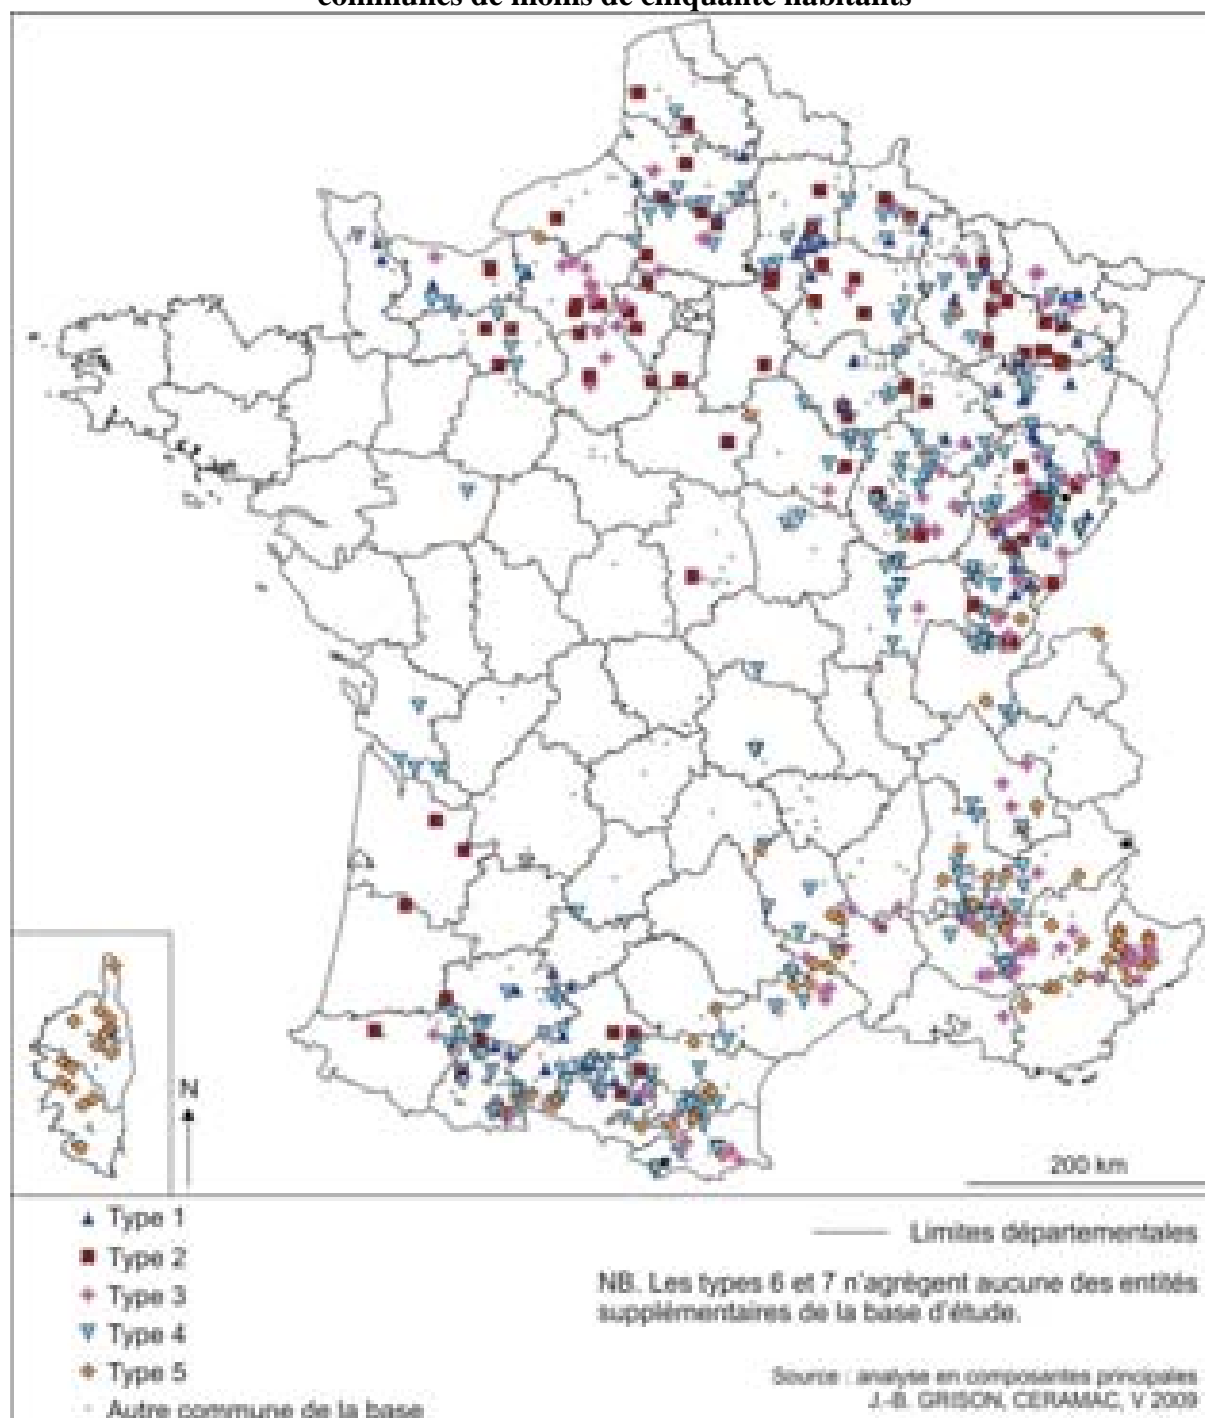 communes de moins de cinquante habitants
N
200 km
Type 1
Type 2
Type 3
Type 4
Type 5
Autre commune de la base
Limites départementales
NB. Les types 6 et 7 n'agrègent aucune des entités
supplémentaires de la base d'étude.
Source : analyse en composantes principales
J.-B. GRISON, CERAMAC, V 2009